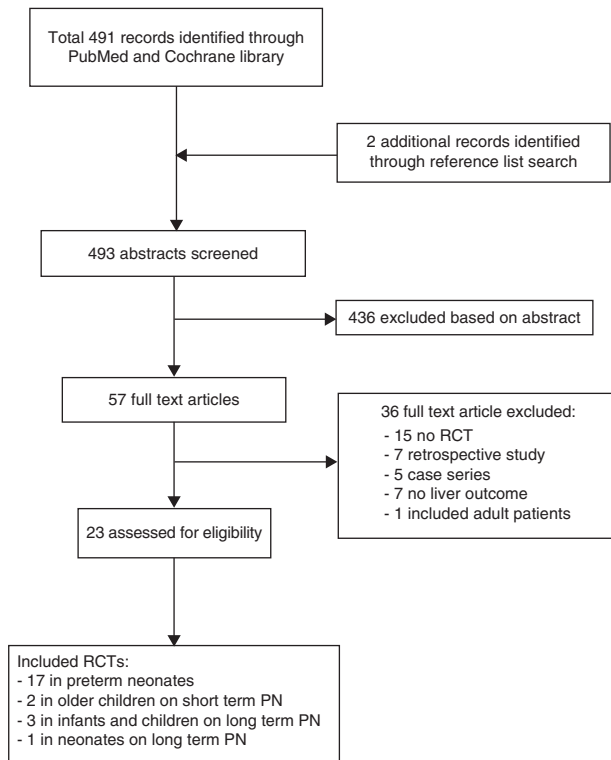 Total 491 records identified through
PubMed and Cochrane library
2 additional records identified
through reference list search
493 abstracts screened
436 excluded based on abstract
57 full text articles
36 full text article excluded:
- 15 no RCT
- 7 retrospective study
- 5 case series
- 7 no liver outcome
- 1 included adult patients
23 assessed for eligibility
Included RCTs:
- 17 in preterm neonates
- 2 in older children on short term PN
- 3 in infants and children on long term PN
- 1 in neonates on long term PN